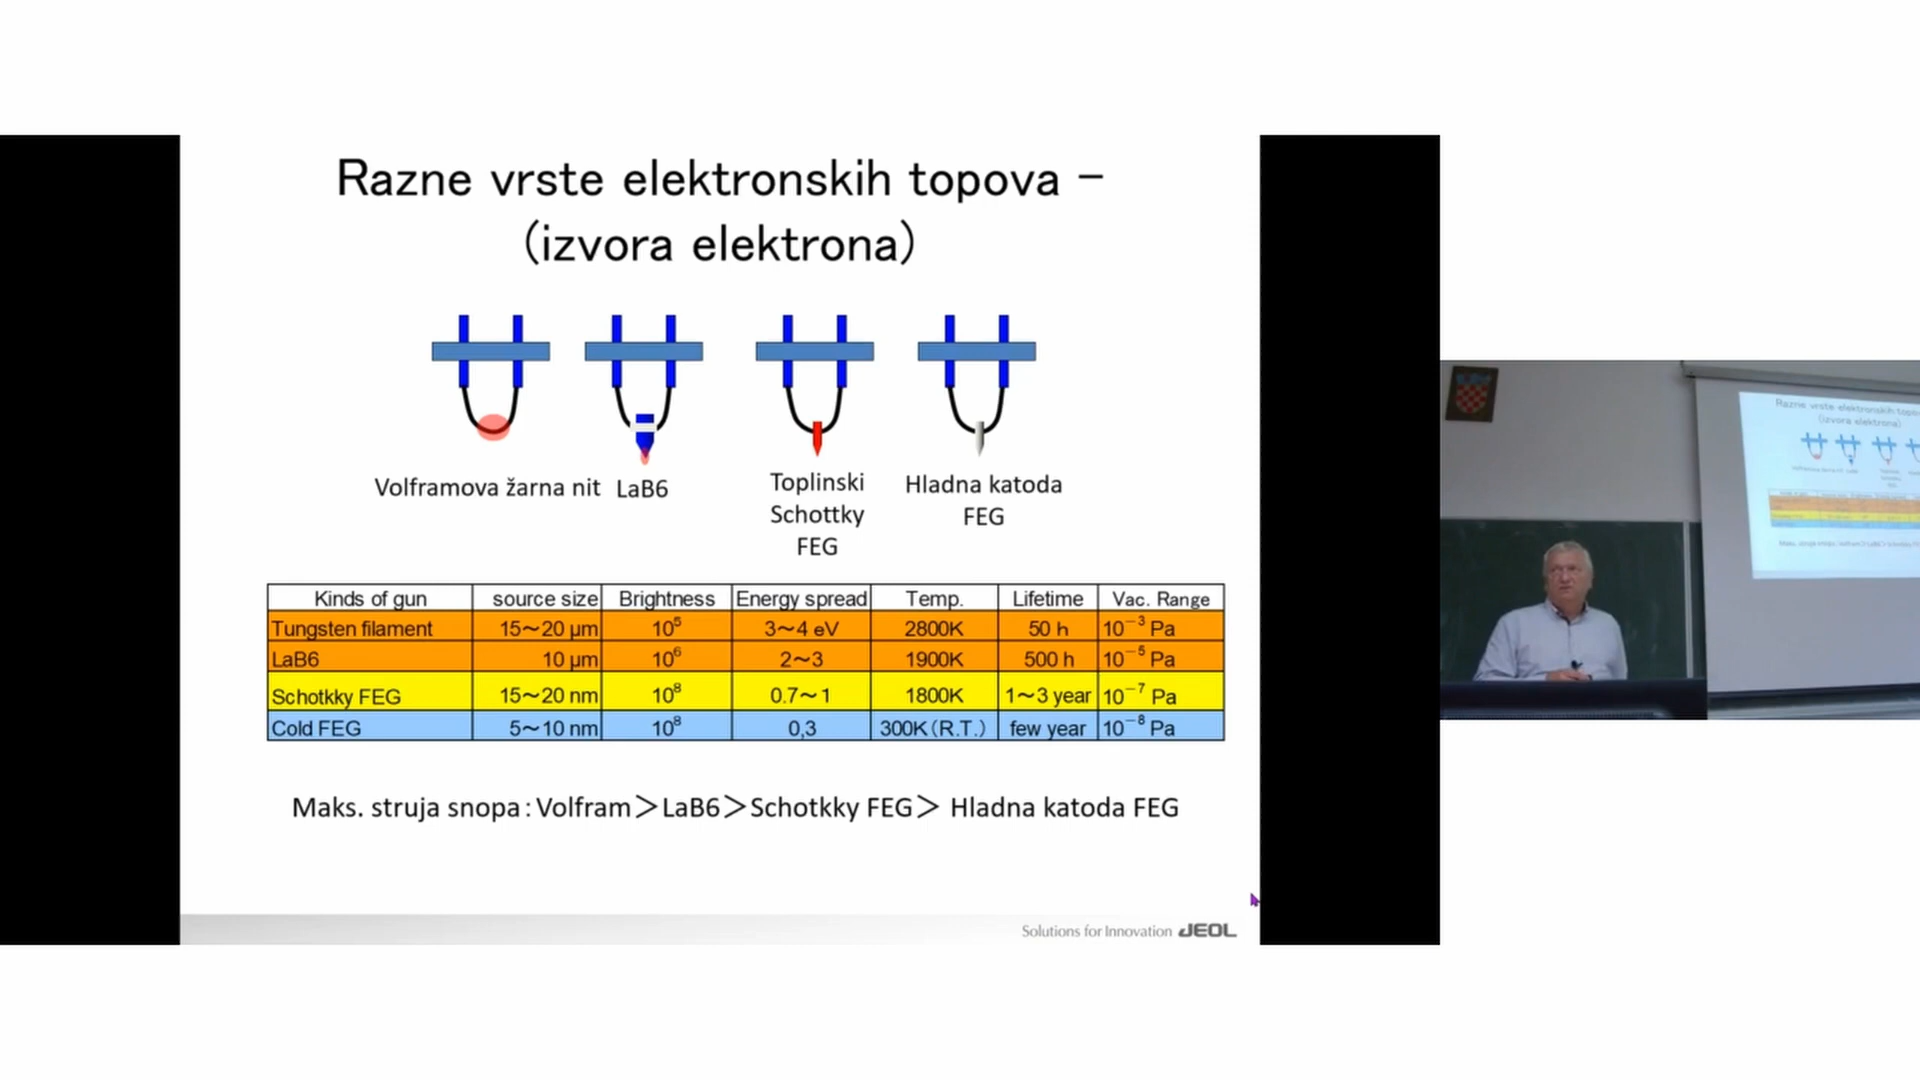 Razne vrste elektronskih topova –
(izvora elektrona)
Volframova žarna nit
LaB6
Toplinski
Schottky
FEG
Hladna katoda
FEG
Kinds of gun source size Brightness Energy spread Temp. Lifetime Vac. Range
Tungsten filament 15~20 µm 10⁵ 3~4 eV 2800K 50 h 10⁻³ Pa
LaB6 10 µm 10⁶ 2~3 1900K 500 h 10⁻⁵ Pa
Schotkky FEG 15~20 nm 10⁸ 0.7~1 1800K 1~3 year 10⁻⁷ Pa
Cold FEG 5~10 nm 10⁸ 0,3 300K(R.T.) few year 10⁻⁸ Pa
Maks. struja snopa: Volfram＞LaB6＞Schotkky FEG＞ Hladna katoda FEG
Solutions for Innovation JEOL
Razne vrste elektronskih
(izvora elektrona)